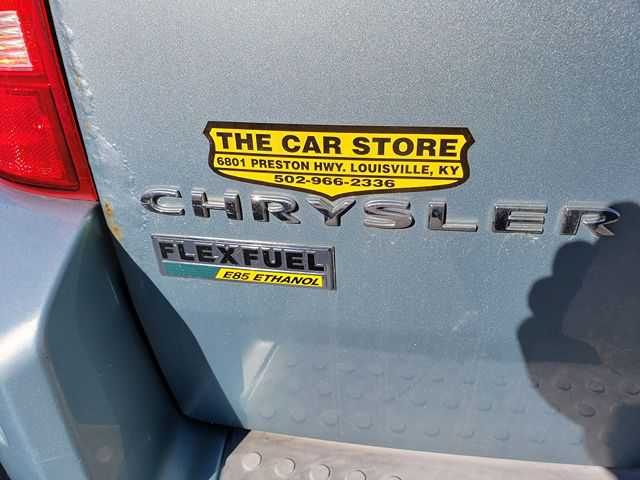 THE CAR STORE
6801 PRESTON HWY. LOUISVILLE, KY
502-966-2336
CHRYSLER
FLEXFUEL
E85 ETHANOL